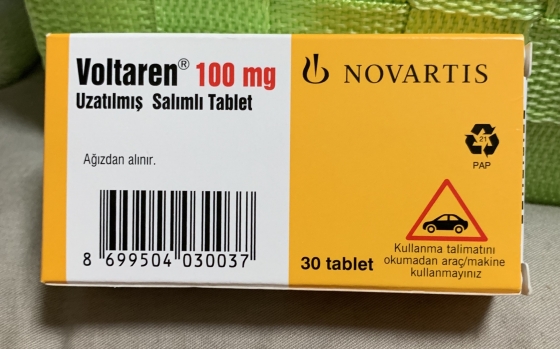 Voltaren® 100 mg
Uzatılmış Salımlı Tablet
Ağızdan alınır.
8 699504 030037
NOVARTIS
21
PAP
30 tablet
Kullanma talimatını
okumadan araç/makine
kullanmayınız